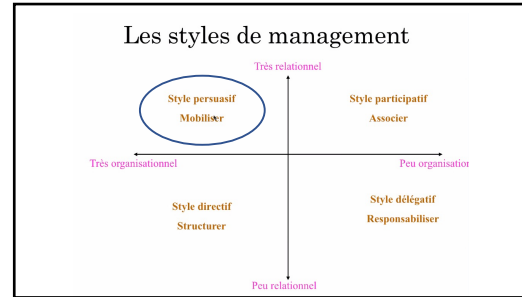 Les styles de management
Très relationnel
Style persuasif
Mobiliser
Style participatif
Associer
Très organisationnel
Peu organisation
Style directif
Structurer
Style délégatif
Responsabiliser
Peu relationnel